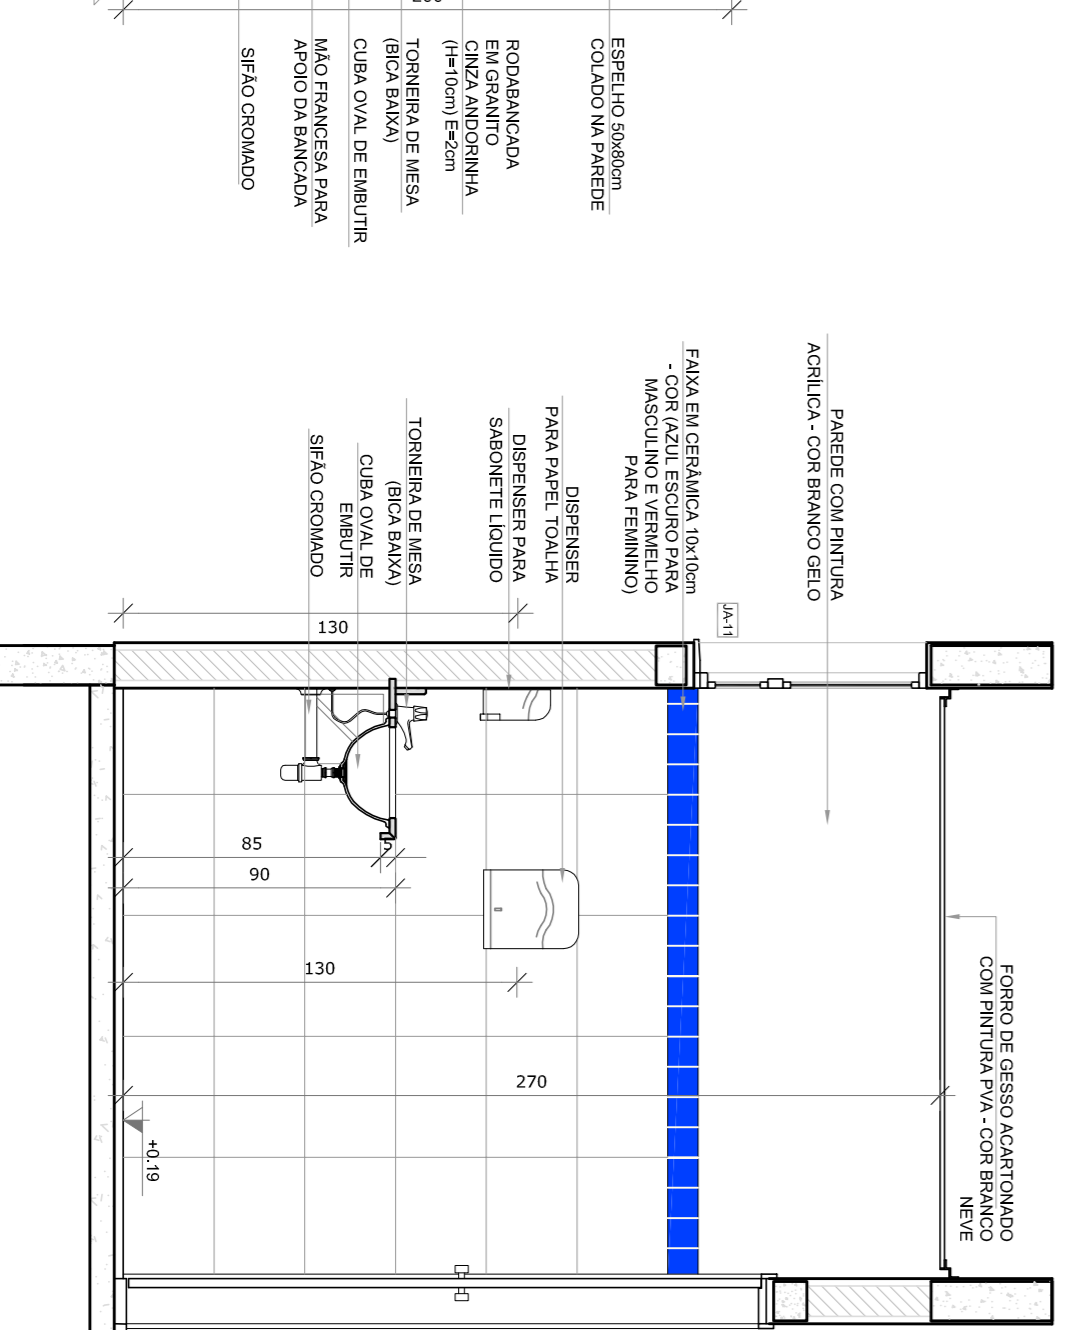 ESPELHO 50x80cm
COLADO NA PAREDE
RODABANCADA
EM GRANITO
CINZA ANDORINHA
(H=10cm) E=2cm
TORNEIRA DE MESA
(BICA BAIXA)
CUBA OVAL DE EMBUTIR
MÃO FRANCESA PARA
APOIO DA BANCADA
SIFÃO CROMADO
PAREDE COM PINTURA
ACRÍLICA - COR BRANCO GELO
FAIXA EM CERÂMICA 10x10cm
- COR (AZUL ESCURO PARA
MASCULINO E VERMELHO
PARA FEMININO)
DISPENSER
PARA PAPEL TOALHA
DISPENSER PARA
SABONETE LÍQUIDO
TORNEIRA DE MESA
(BICA BAIXA)
CUBA OVAL DE
EMBUTIR
SIFÃO CROMADO
JA-11
130
85
5
90
130
270
+0.19
FORRO DE GESSO ACARTONADO
COM PINTURA PVA - COR BRANCO
NEVE